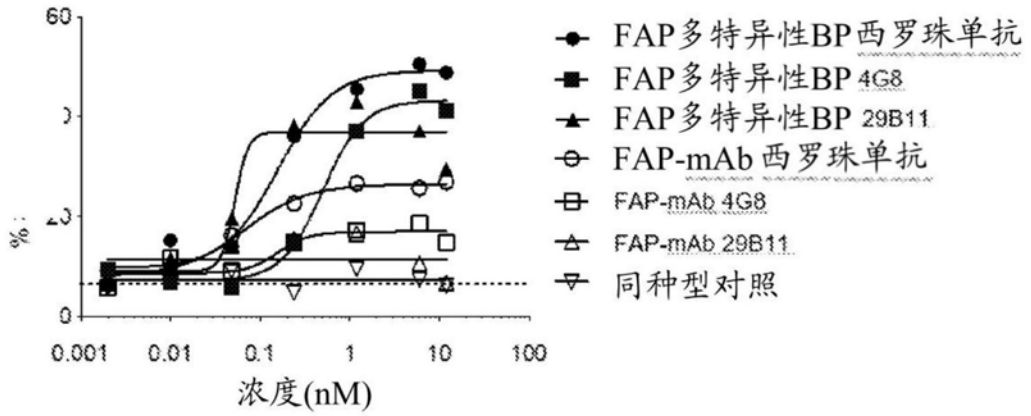 60
20
0
0.001 0.01 0.1 1 10 100
浓度(nM)
FAP多特异性BP 西罗珠单抗
FAP多特异性BP 4G8
FAP多特异性BP 29B11
FAP-mAb 西罗珠单抗
FAP-mAb 4G8
FAP-mAb 29B11
同种型对照